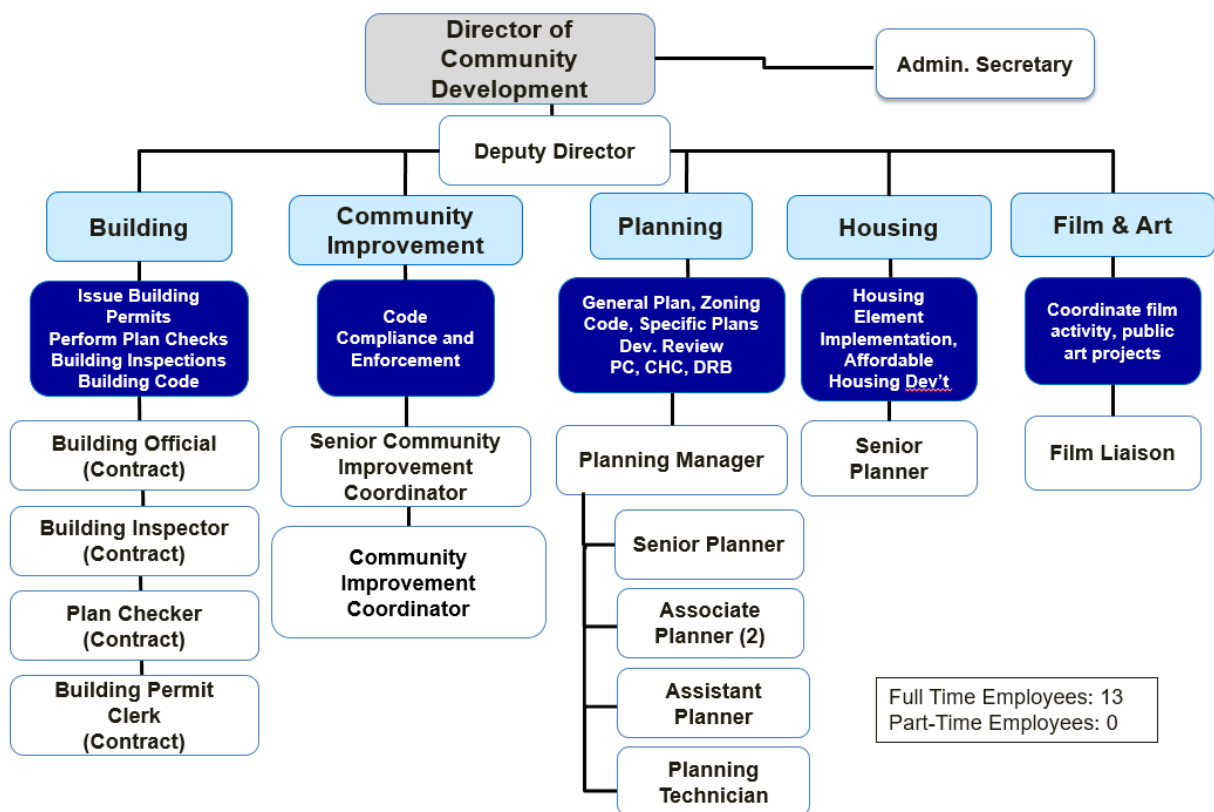 Director of
Community
Development
Admin. Secretary
Deputy Director
Building
Community
Improvement
Planning
Housing
Film & Art
Issue Building
Permits
Perform Plan Checks
Building Inspections
Building Code
Code
Compliance and
Enforcement
General Plan, Zoning
Code, Specific Plans
Dev. Review
PC, CHC, DRB
Housing
Element
Implementation,
Affordable
Housing Dev’t
Coordinate film
activity, public
art projects
Building Official
(Contract)
Senior Community
Improvement
Coordinator
Planning Manager
Senior
Planner
Film Liaison
Building Inspector
(Contract)
Community
Improvement
Coordinator
Senior Planner
Plan Checker
(Contract)
Associate
Planner (2)
Building Permit
Clerk
(Contract)
Assistant
Planner
Planning
Technician
Full Time Employees: 13
Part-Time Employees: 0